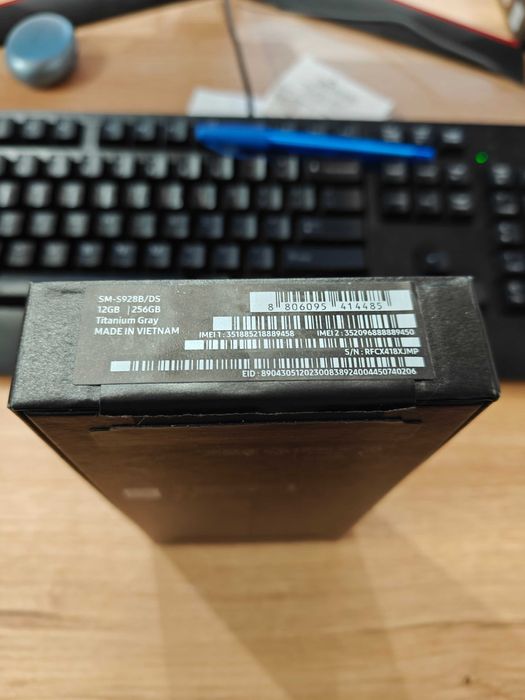 SM-S928B/DS
12GB | 256GB
Titanium Gray
MADE IN VIETNAM
8 806095 414485
IMEI 1 : 351885218889458 IMEI 2 : 352096888889450
S/N : RFCX418XJMP
EID : 89043051202300838924004450740206